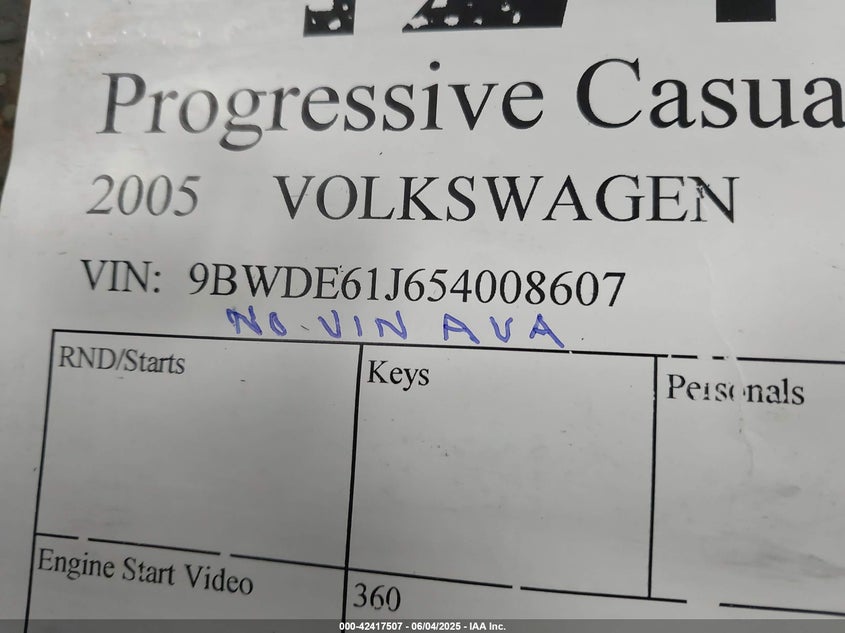 Progressive Casua
2005 VOLKSWAGEN
VIN: 9BWDE61J654008607
NO VIN AVA
RND/Starts
Keys
Personals
Engine Start Video
360
000-42417507 - 06/04/2025 - IAA Inc.